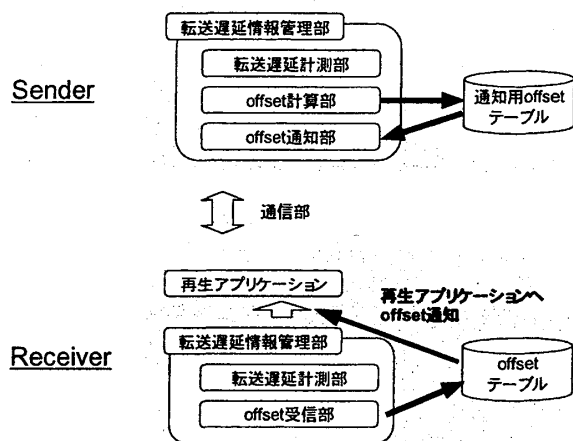 転送遅延情報管理部
転送遅延計測部
Sender
offset計算部
通知用offset
テーブル
offset通知部
通信部
再生アプリケーション
再生アプリケーションへ
offset通知
Receiver
転送遅延情報管理部
転送遅延計測部
offset
テーブル
offset受信部